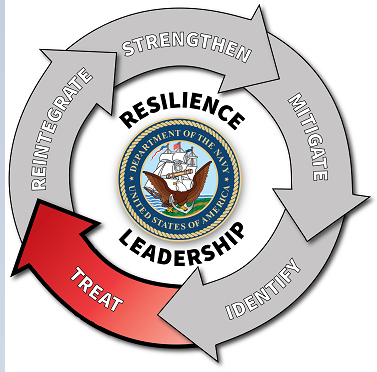 STRENGTHEN
MITIGATE
IDENTIFY
TREAT
REINTEGRATE
RESILIENCE
DEPARTMENT OF THE NAVY
UNITED STATES OF AMERICA
LEADERSHIP